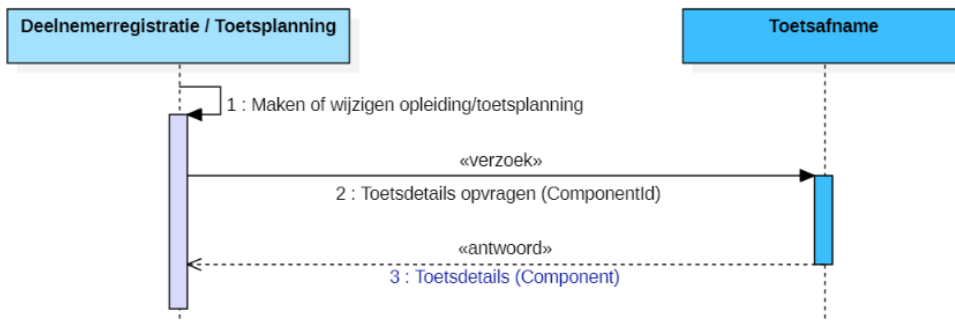 Deelnemerregistratie / Toetsplanning
Toetsafname
1 : Maken of wijzigen opleiding/toetsplanning
«verzoek»
2 : Toetsdetails opvragen (ComponentId)
«antwoord»
3 : Toetsdetails (Component)